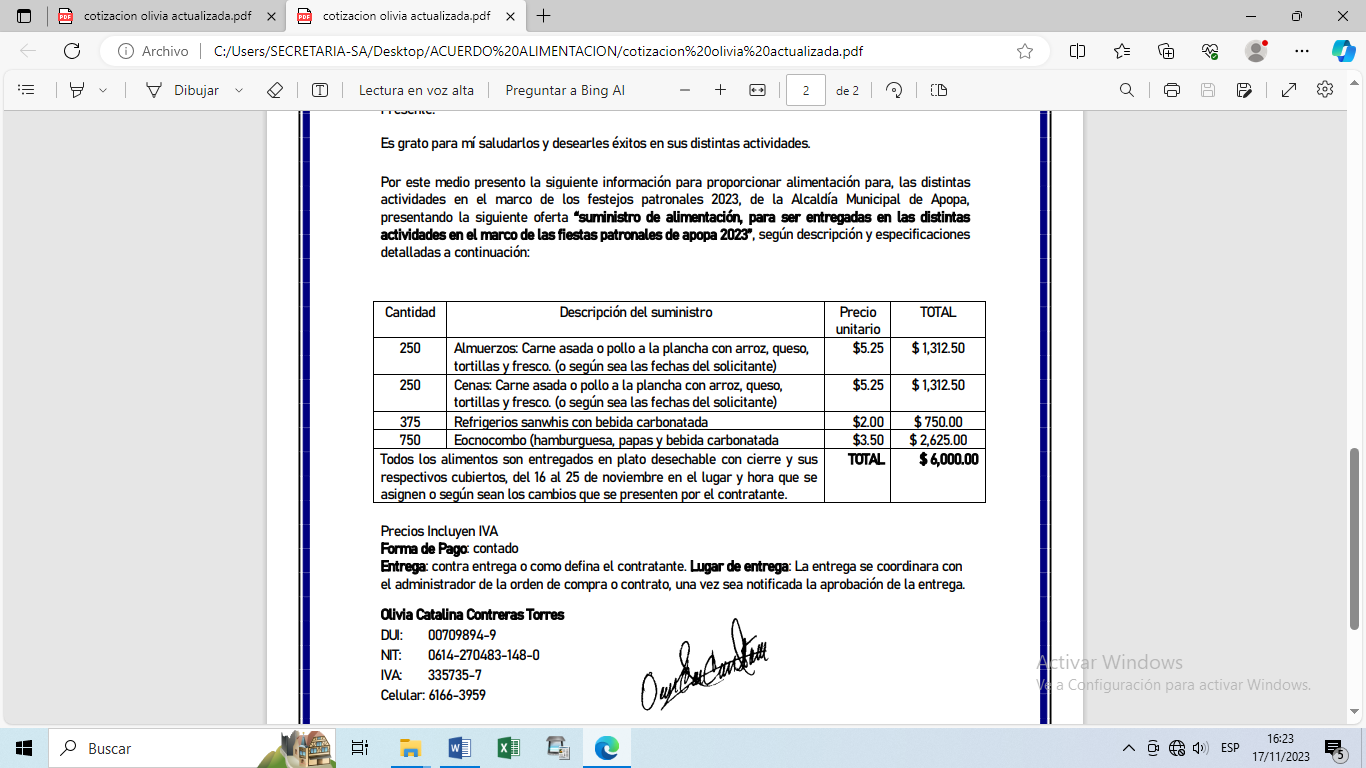 cotizacion olivia actualizada.pdf
cotizacion olivia actualizada.pdf
Archivo
C:/Users/SECRETARIA-SA/Desktop/ACUERDO%20ALIMENTACION/cotizacion%20olivia%20actualizada.pdf
Dibujar
Lectura en voz alta
Preguntar a Bing AI
2
de 2
Presente.
Es grato para mí saludarlos y desearles éxitos en sus distintas actividades.
Por este medio presento la siguiente información para proporcionar alimentación para, las distintas
actividades en el marco de los festejos patronales 2023, de la Alcaldía Municipal de Apopa,
presentando la siguiente oferta "suministro de alimentación, para ser entregadas en las distintas
actividades en el marco de las fiestas patronales de apopa 2023", según descripción y especificaciones
detalladas a continuación:
Cantidad Descripción del suministro Precio unitario TOTAL
250 Almuerzos: Carne asada o pollo a la plancha con arroz, queso, $5.25 $ 1,312.50
tortillas y fresco. (o según sea las fechas del solicitante)
250 Cenas: Carne asada o pollo a la plancha con arroz, queso, $5.25 $ 1,312.50
tortillas y fresco. (o según sea las fechas del solicitante)
375 Refrigerios sanwhis con bebida carbonatada $2.00 $ 750.00
750 Eocnocombo (hamburguesa, papas y bebida carbonatada $3.50 $ 2,625.00
Todos los alimentos son entregados en plato desechable con cierre y sus TOTAL $ 6,000.00
respectivos cubiertos, del 16 al 25 de noviembre en el lugar y hora que se
asignen o según sean los cambios que se presenten por el contratante.
Precios Incluyen IVA
Forma de Pago: contado
Entrega: contra entrega o como defina el contratante. Lugar de entrega: La entrega se coordinara con
el administrador de la orden de compra o contrato, una vez sea notificada la aprobación de la entrega.
Olivia Catalina Contreras Torres
DUI: 00709894-9
NIT: 0614-270483-148-0
IVA: 335735-7
Celular: 6166-3959
Activar Windows
Ve a Configuración para activar Windows.
Buscar
ESP
16:23
17/11/2023
5